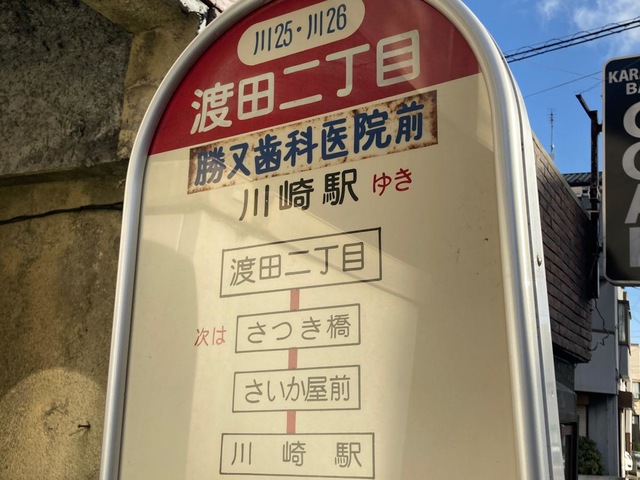 川25・川26
渡田二丁目
勝又歯科医院前
川崎駅 ゆき
渡田二丁目
次は さつき橋
さいか屋前
川崎駅
KAR
BA